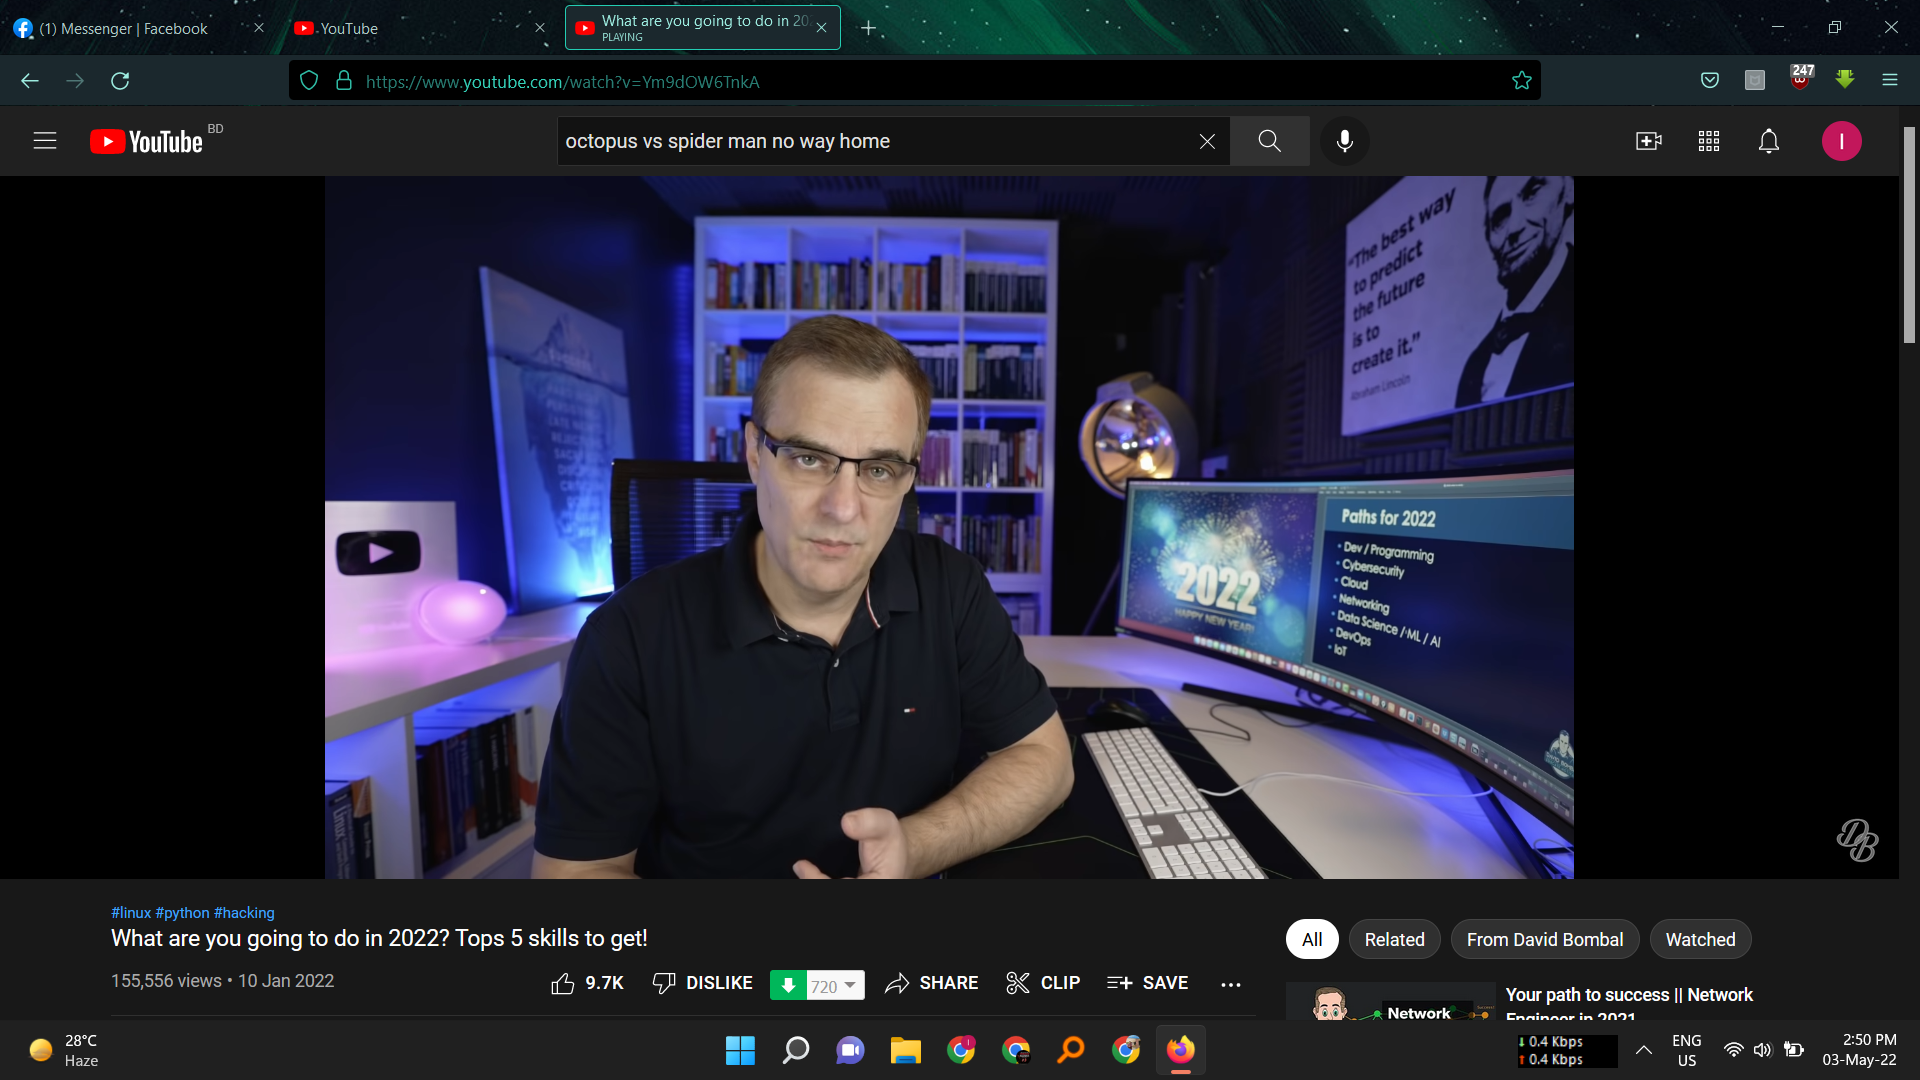 (1) Messenger | Facebook
YouTube
What are you going to do in 20
PLAYING
https://www.youtube.com/watch?v=Ym9dOW6TnkA
247
YouTube
BD
octopus vs spider man no way home
I
"The best way
to predict
the future
is to
create it."
Abraham Lincoln
Paths for 2022
• Dev / Programming
• Cybersecurity
• Cloud
• Networking
• Data Science / ML / AI
• DevOps
• IoT
2022
HAPPY NEW YEAR!
DB
#linux #python #hacking
What are you going to do in 2022? Tops 5 skills to get!
155,556 views • 10 Jan 2022
9.7K
DISLIKE
720
SHARE
CLIP
SAVE
All
Related
From David Bombal
Watched
Network
Your path to success || Network
Engineer in 2021
28°C
Haze
0.4 Kbps
0.4 Kbps
ENG
US
2:50 PM
03-May-22